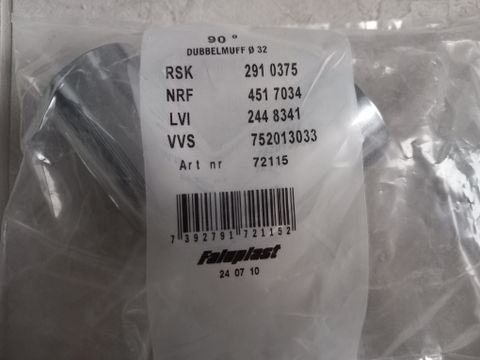 90 °
DUBBELMUFF Ø 32
RSK 291 0375
NRF 451 7034
LVI 244 8341
VVS 752013033
Art nr 72115
7 392791 721152
Faluplast
24 07 10